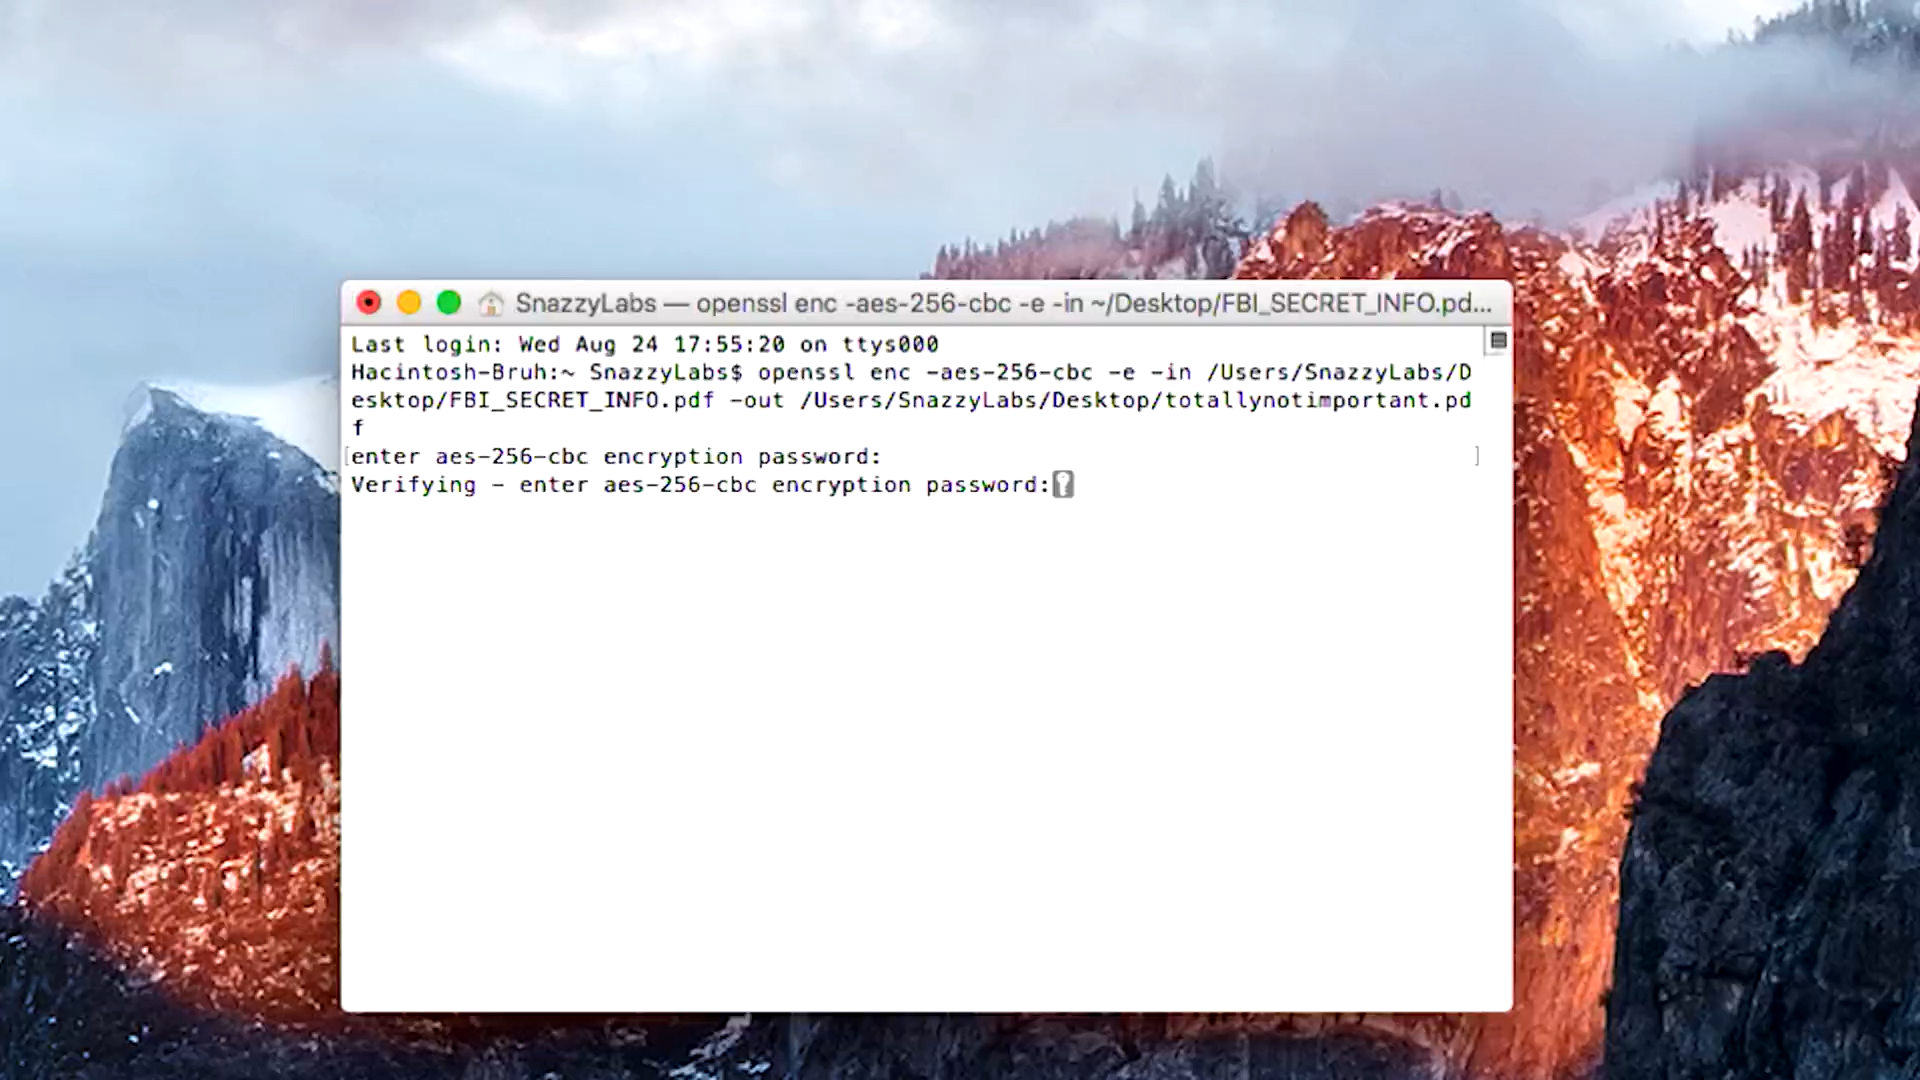 SnazzyLabs — openssl enc -aes-256-cbc -e -in ~/Desktop/FBI_SECRET_INFO.pd...
Last login: Wed Aug 24 17:55:20 on ttys000
Hacintosh-Bruh:~ SnazzyLabs$ openssl enc -aes-256-cbc -e -in /Users/SnazzyLabs/D
esktop/FBI_SECRET_INFO.pdf -out /Users/SnazzyLabs/Desktop/totallynotimportant.pd
f
[enter aes-256-cbc encryption password: ]
Verifying - enter aes-256-cbc encryption password: